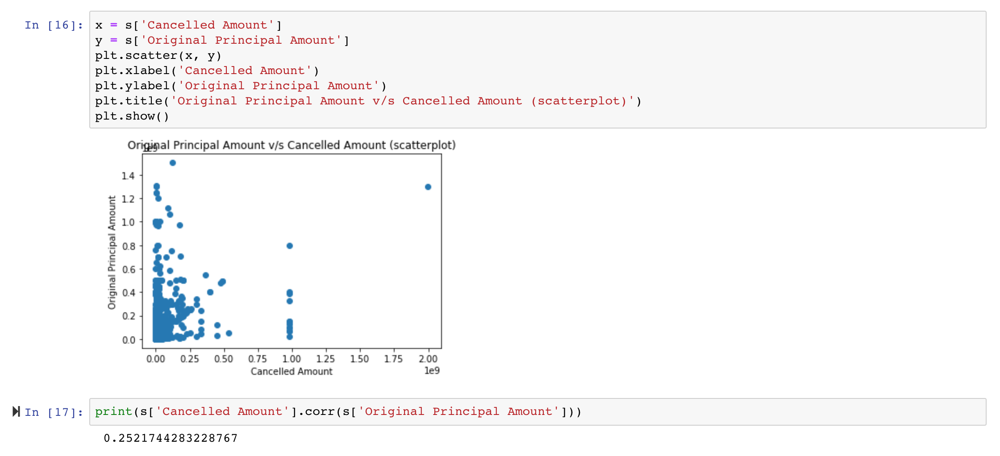 In [16]:
x = s['Cancelled Amount']
y = s['Original Principal Amount']
plt.scatter(x, y)
plt.xlabel('Cancelled Amount')
plt.ylabel('Original Principal Amount')
plt.title('Original Principal Amount v/s Cancelled Amount (scatterplot)')
plt.show()
Original Principal Amount v/s Cancelled Amount (scatterplot)
1e9
1.4
1.2
1.0
0.8
0.6
0.4
0.2
0.0
Original Principal Amount
0.00 0.25 0.50 0.75 1.00 1.25 1.50 1.75 2.00
Cancelled Amount
1e9
In [17]:
print(s['Cancelled Amount'].corr(s['Original Principal Amount']))
0.2521744283228767